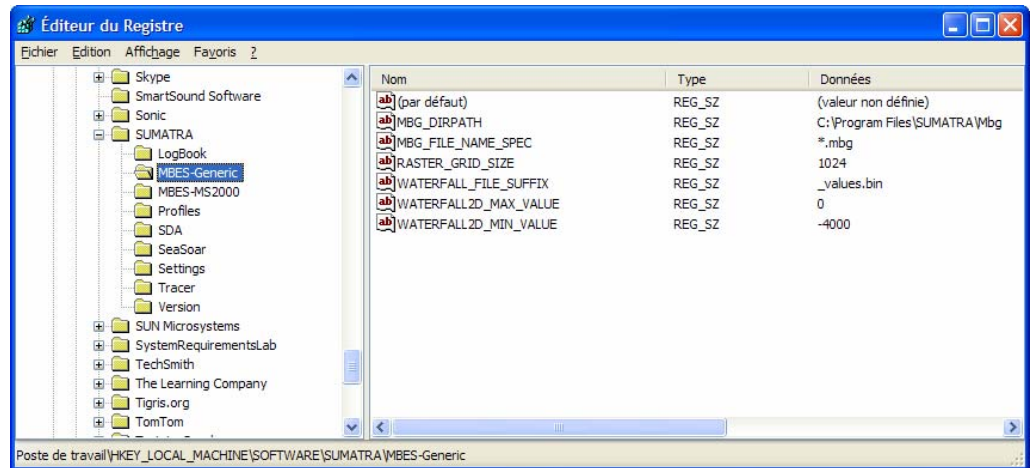 Éditeur du Registre
Fichier Edition Affichage Favoris ?
Skype
SmartSound Software
Sonic
SUMATRA
LogBook
MBES-Generic
MBES-MS2000
Profiles
SDA
SeaSoar
Settings
Tracer
Version
SUN Microsystems
SystemRequirementsLab
TechSmith
The Learning Company
Tigris.org
TomTom
Nom Type Données
(par défaut) REG_SZ (valeur non définie)
MBG_DIRPATH REG_SZ C:\Program Files\SUMATRA\Mbg
MBG_FILE_NAME_SPEC REG_SZ *.mbg
RASTER_GRID_SIZE REG_SZ 1024
WATERFALL_FILE_SUFFIX REG_SZ _values.bin
WATERFALL2D_MAX_VALUE REG_SZ 0
WATERFALL2D_MIN_VALUE REG_SZ -4000
Poste de travail\HKEY_LOCAL_MACHINE\SOFTWARE\SUMATRA\MBES-Generic